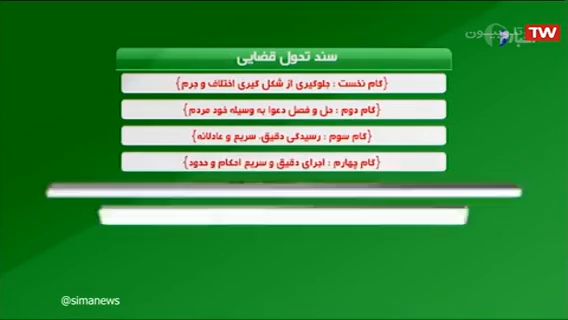 TW
سند تحول قضایی
{گام نخست : جلوگیری از شکل گیری اختلاف و جرم}
{گام دوم : حل و فصل دعوا به وسیله خود مردم}
{گام سوم : رسیدگی دقیق، سریع و عادلانه}
{گام چهارم : اجرای دقیق و سریع احکام و حدود}
@simanews